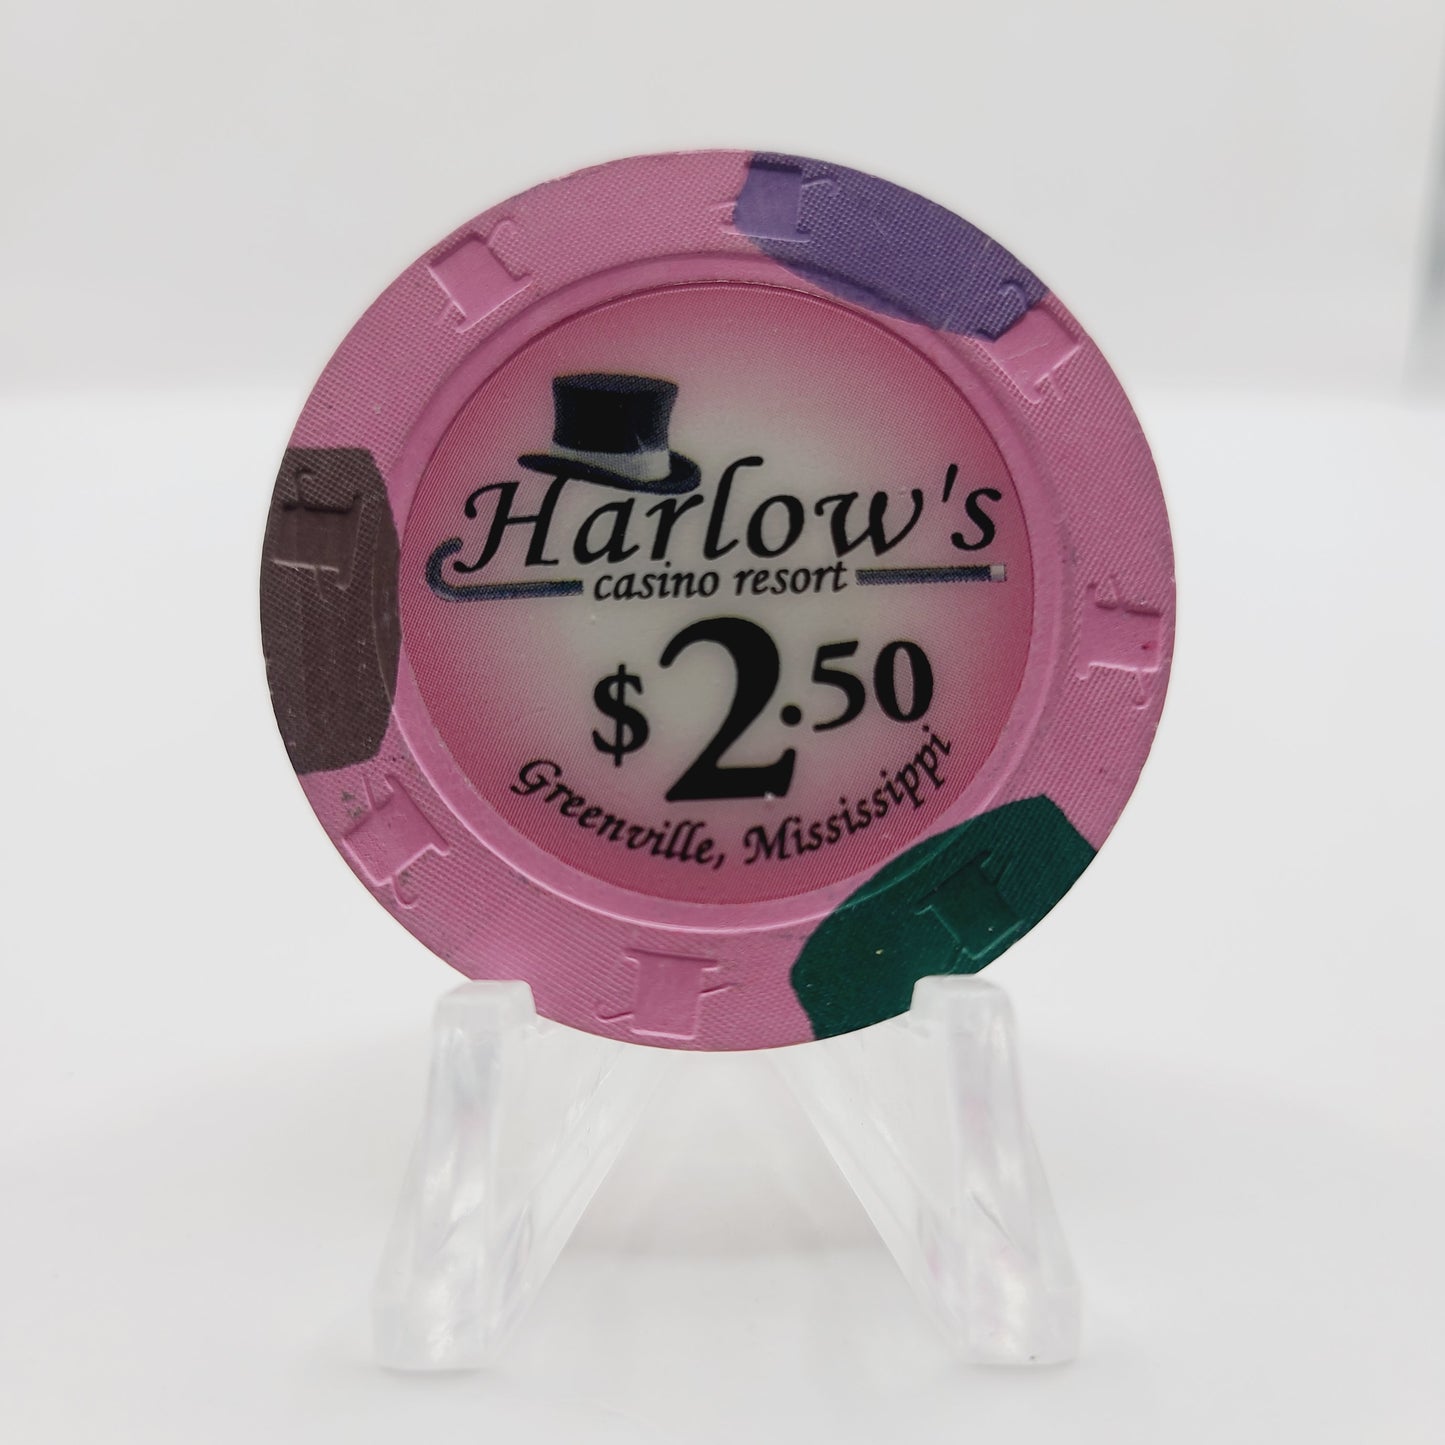 Harlow's
casino resort
$2.50
Greenville, Mississippi